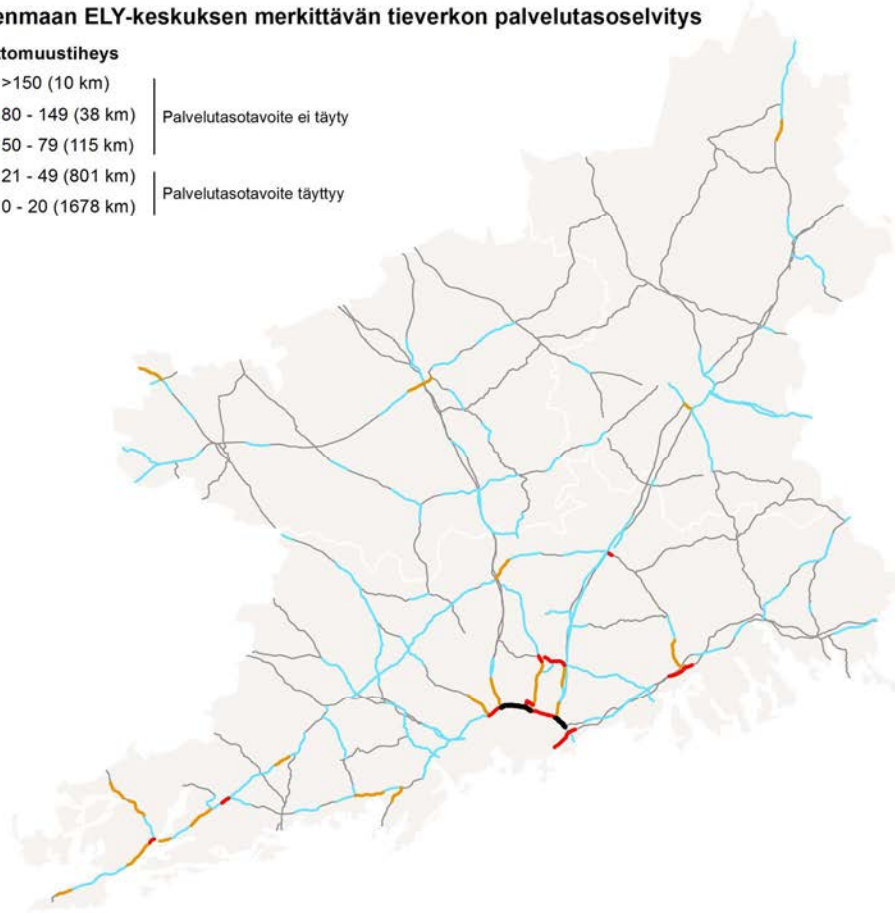 enmaan ELY-keskuksen merkittävän tieverkon palvelutasoselvitys
ttomuustiheys
>150 (10 km)
80 - 149 (38 km)
Palvelutasotavoite ei täyty
50 - 79 (115 km)
21 - 49 (801 km)
Palvelutasotavoite täyttyy
0 - 20 (1678 km)